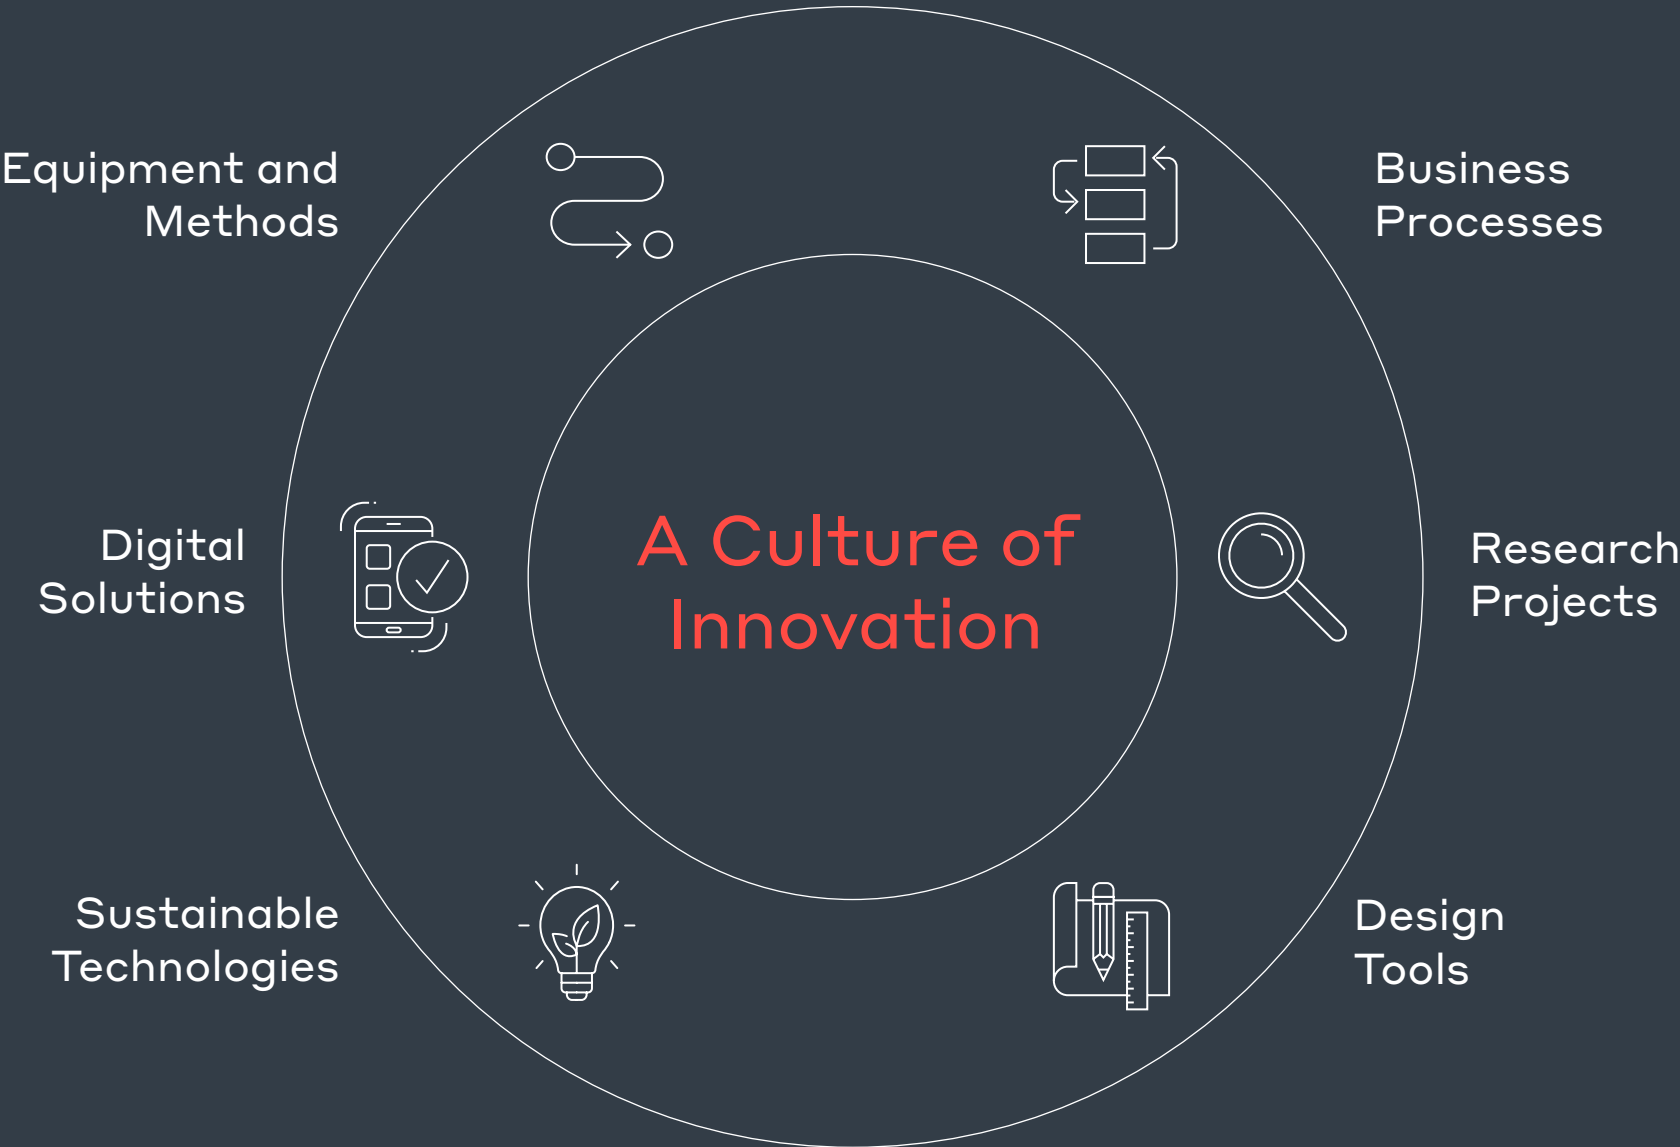 Equipment and
Methods
Business
Processes
Digital
Solutions
A Culture of
Innovation
Research
Projects
Sustainable
Technologies
Design
Tools